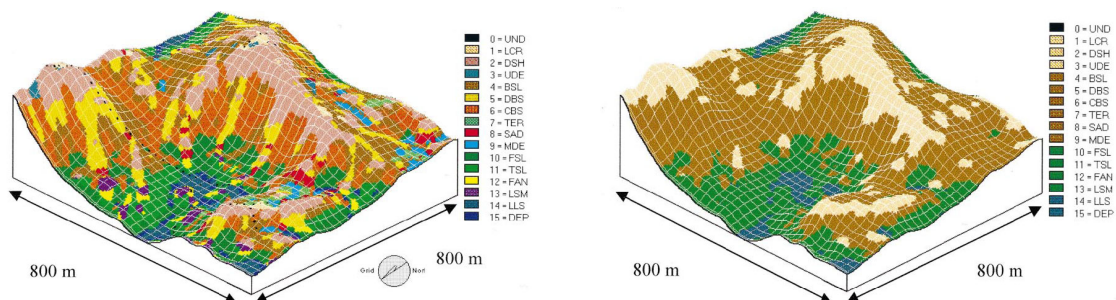 0 = UND
1 = LCR
2 = DSH
3 = UDE
4 = BSL
5 = DBS
6 = CBS
7 = TER
8 = SAD
9 = MDE
10 = FSL
11 = TSL
12 = FAN
13 = LSM
14 = LLS
15 = DEP
800 m
Grid Nort
800 m
0 = UND
1 = LCR
2 = DSH
3 = UDE
4 = BSL
5 = DBS
6 = CBS
7 = TER
8 = SAD
9 = MDE
10 = FSL
11 = TSL
12 = FAN
13 = LSM
14 = LLS
15 = DEP
800 m
800 m